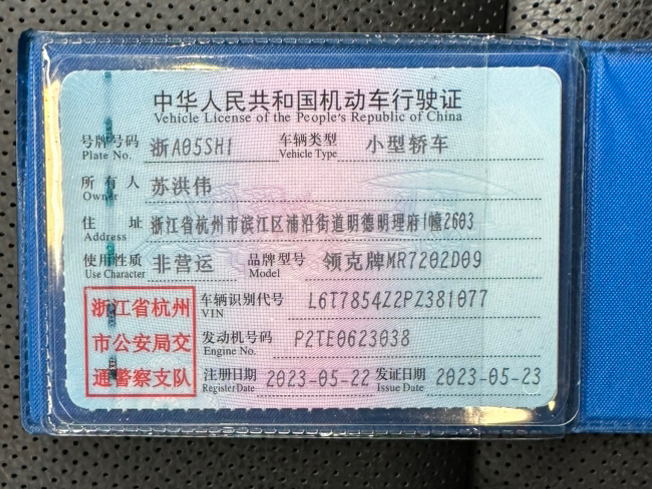 中华人民共和国机动车行驶证
Vehicle License of the People's Republic of China
号牌号码 浙A05SH1 车辆类型 小型轿车
Plate No. Vehicle Type
所有人 苏洪伟
Owner
住址 浙江省杭州市滨江区浦沿街道明德明理府1幢2603
Address
使用性质 非营运 品牌型号 领克牌MR7202D09
Use Character Model
浙江省杭州 车辆识别代号 L6T7854Z2PZ381077
VIN
市公安局交 发动机号码 P2TE0623038
Engine No.
通警察支队 注册日期 2023-05-22 发证日期 2023-05-23
Register Date Issue Date